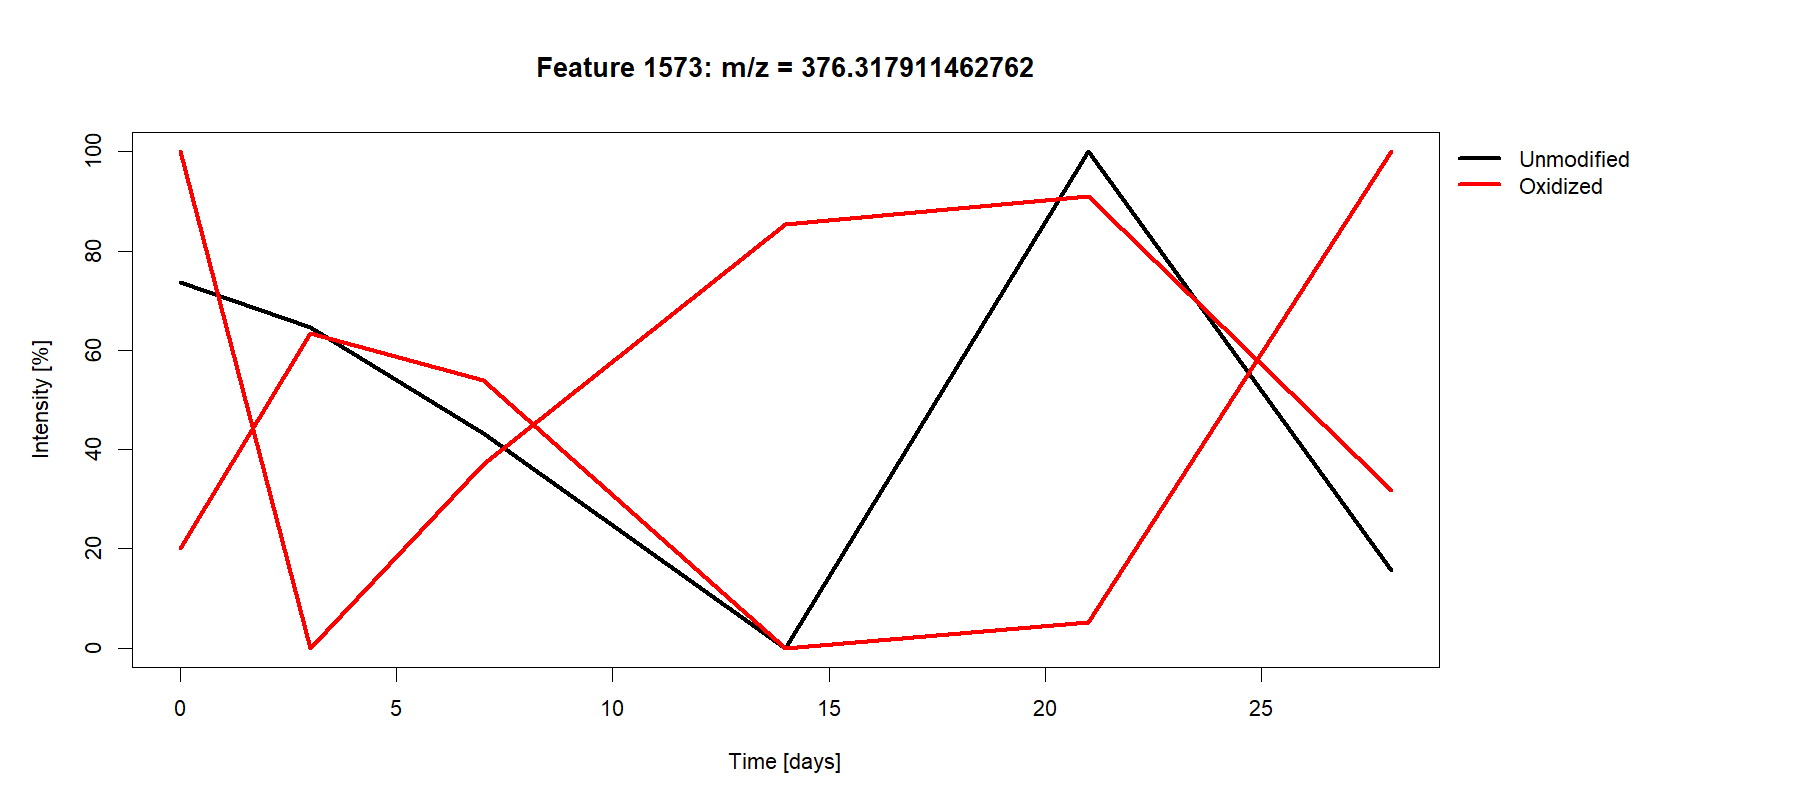 Feature 1573: m/z = 376.317911462762
Unmodified
Oxidized
Intensity [%]
100
80
60
40
20
0
0 5 10 15 20 25
Time [days]